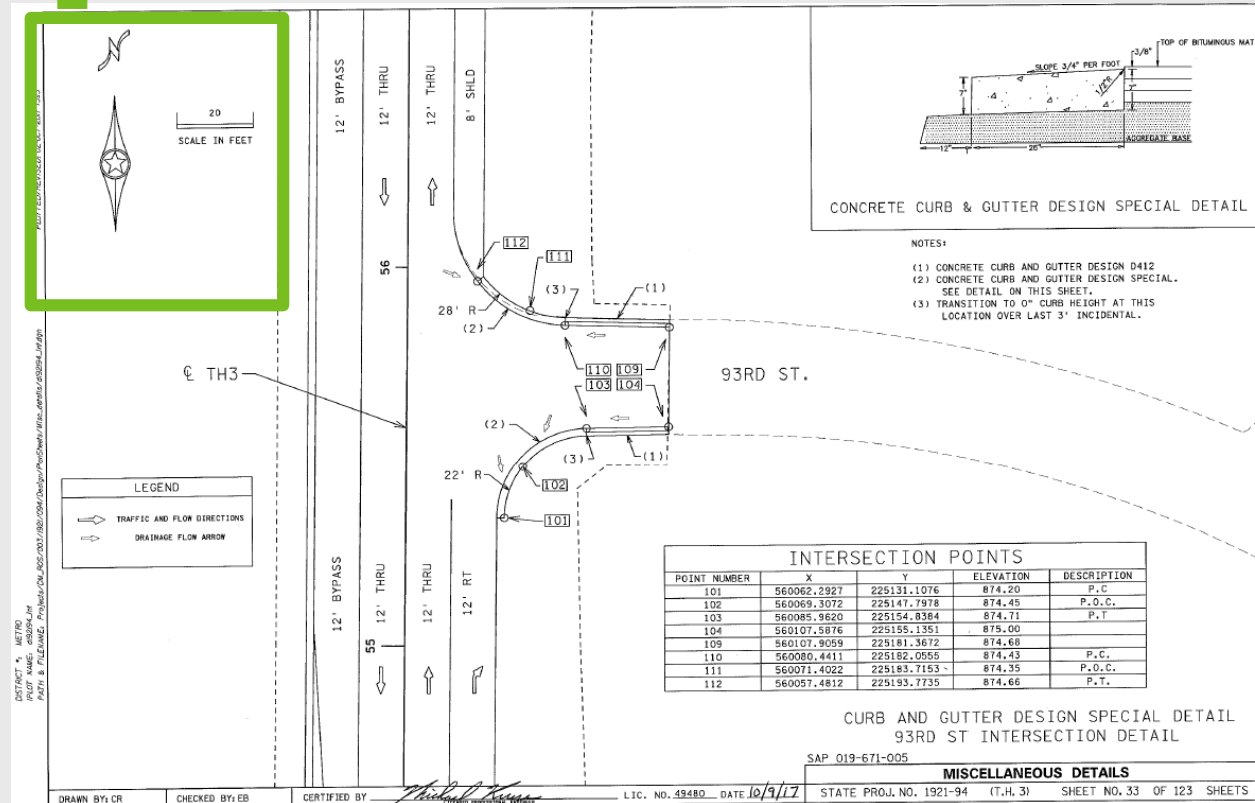 N
20
SCALE IN FEET
12' BYPASS
12' THRU
12' THRU
8' SHLD
3/8"
TOP OF BITUMINOUS MAT
SLOPE 3/4" PER FOOT
1/2"R
7"
7"
AGGREGATE BASE
12"
CONCRETE CURB & GUTTER DESIGN SPECIAL DETAIL
NOTES:
(1) CONCRETE CURB AND GUTTER DESIGN D412
(2) CONCRETE CURB AND GUTTER DESIGN SPECIAL.
SEE DETAIL ON THIS SHEET.
(3) TRANSITION TO 0" CURB HEIGHT AT THIS
LOCATION OVER LAST 3' INCIDENTAL.
56
112
111
(3)
(1)
28' R
(2)
110 109
103 104
93RD ST.
℄ TH3
(2)
(3)
(1)
22' R
102
101
LEGEND
TRAFFIC AND FLOW DIRECTIONS
DRAINAGE FLOW ARROW
12' BYPASS
12' THRU
12' THRU
12' RT
55
INTERSECTION POINTS
POINT NUMBER X Y ELEVATION DESCRIPTION
101 560062.2927 225131.1076 874.20 P.C
102 560069.3072 225147.7978 874.45 P.O.C.
103 560085.9620 225154.8384 874.71 P.T
104 560107.5876 225155.1351 875.00
109 560107.9059 225181.3672 874.68
110 560080.4411 225182.0555 874.43 P.C.
111 560071.4022 225183.7153 874.35 P.O.C.
112 560057.4812 225193.7735 874.66 P.T.
CURB AND GUTTER DESIGN SPECIAL DETAIL
93RD ST INTERSECTION DETAIL
SAP 019-671-005
MISCELLANEOUS DETAILS
DISTRICT #: METRO
DRAWN BY: CR
CHECKED BY: EB
CERTIFIED BY
LIC. NO. 49480 DATE 10/9/17
STATE PROJ. NO. 1921-94 (T.H. 3) SHEET NO. 33 OF 123 SHEETS